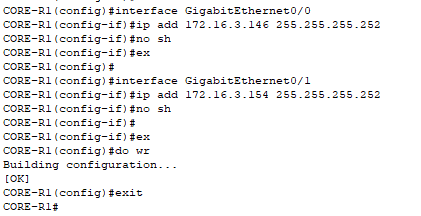 CORE-R1(config)#interface GigabitEthernet0/0
CORE-R1(config-if)#ip add 172.16.3.146 255.255.255.252
CORE-R1(config-if)#no sh
CORE-R1(config-if)#ex
CORE-R1(config)#
CORE-R1(config)#interface GigabitEthernet0/1
CORE-R1(config-if)#ip add 172.16.3.154 255.255.255.252
CORE-R1(config-if)#no sh
CORE-R1(config-if)#
CORE-R1(config-if)#ex
CORE-R1(config)#do wr
Building configuration...
[OK]
CORE-R1(config)#exit
CORE-R1#